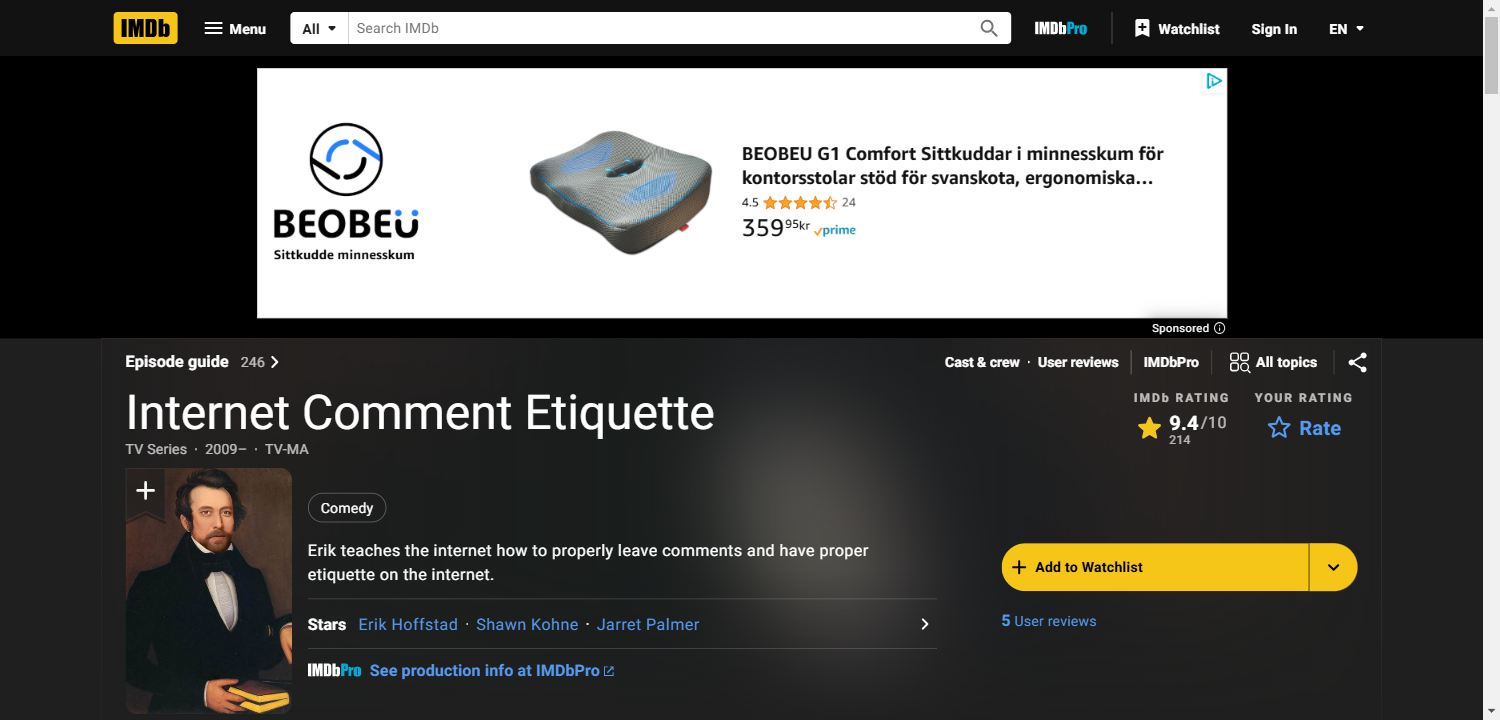 IMDb Menu All Search IMDb IMDbPro Watchlist Sign In EN
BEOBEU
Sittkudde minnesskum
BEOBEU G1 Comfort Sittkuddar i minnesskum för
kontorsstolar stöd för svanskota, ergonomiska...
4.5 24
359 95kr prime
Sponsored
Episode guide 246 Cast & crew · User reviews IMDbPro All topics
Internet Comment Etiquette
TV Series · 2009– · TV-MA
IMDb RATING YOUR RATING
9.4/10 Rate
214
Comedy
Erik teaches the internet how to properly leave comments and have proper
etiquette on the internet.
Add to Watchlist
Stars Erik Hoffstad · Shawn Kohne · Jarret Palmer
5 User reviews
IMDbPro See production info at IMDbPro